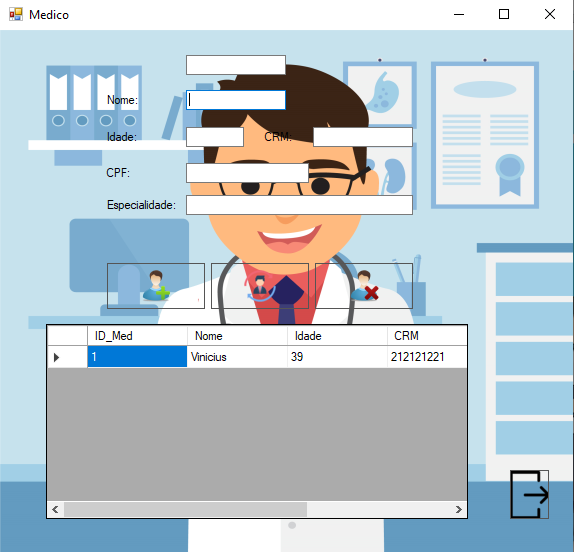 Medico
Nome:
Idade:
CRM:
CPF:
Especialidade:
ID_Med Nome Idade CRM
1 Vinicius 39 212121221